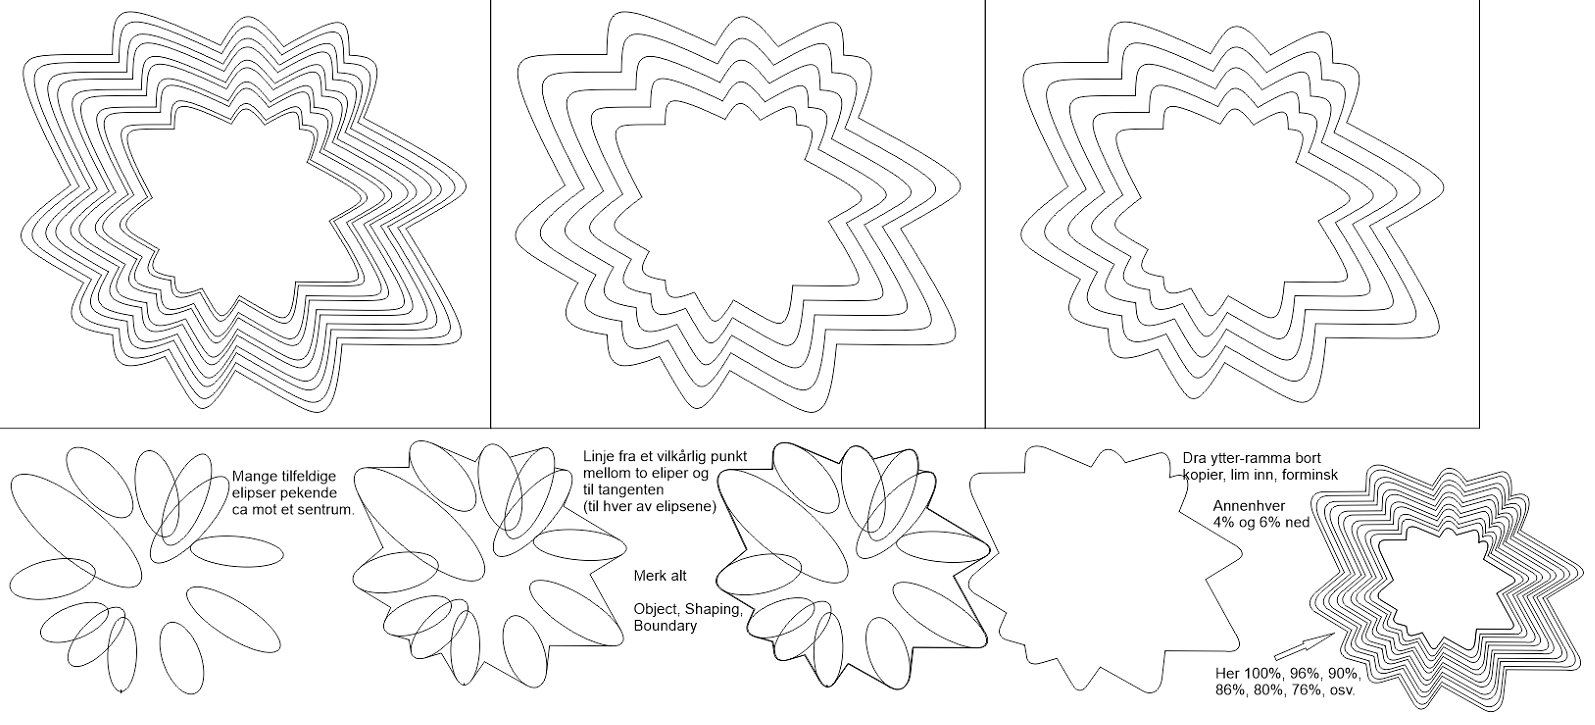 Mange tilfeldige
elipser pekende
ca mot et sentrum.
Linje fra et vilkårlig punkt
mellom to eliper og
til tangenten
(til hver av elipsene)
Merk alt
Object, Shaping,
Boundary
Dra ytter-ramma bort
kopier, lim inn, forminsk
Annenhver
4% og 6% ned
Her 100%, 96%, 90%,
86%, 80%, 76%, osv.